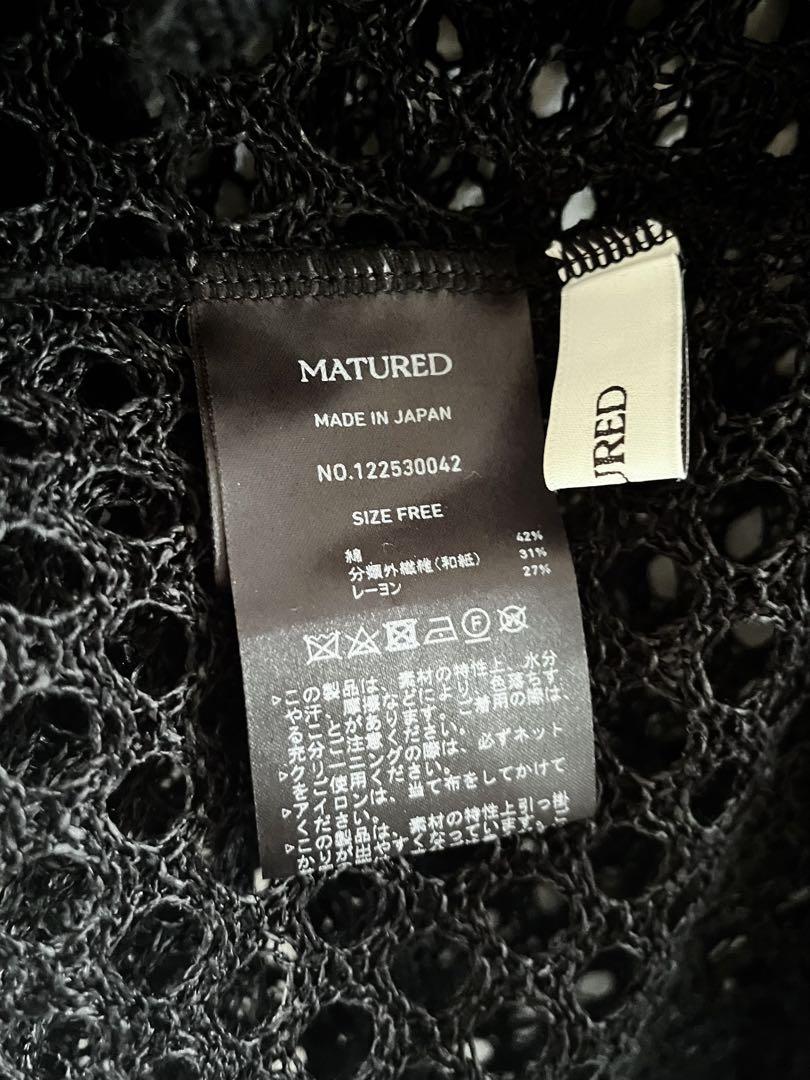 MATURED
MADE IN JAPAN
NO.122530042
SIZE FREE
綿 42%
分類外繊維(和紙) 31%
レーヨン 27%
F
W
▷この製品は、素材の特性上、水分
や汗、摩擦などにより、色落ちす
る事があります。ご着用の際は、
充分ご注意ください。
▷クリーニングの際は、必ずネット
をご使用ください。
▷アイロンは、当て布をしてかけて
ください。
▷この製品は、素材の特性上引っ掛
かりが出やすくなっています。ご
URED